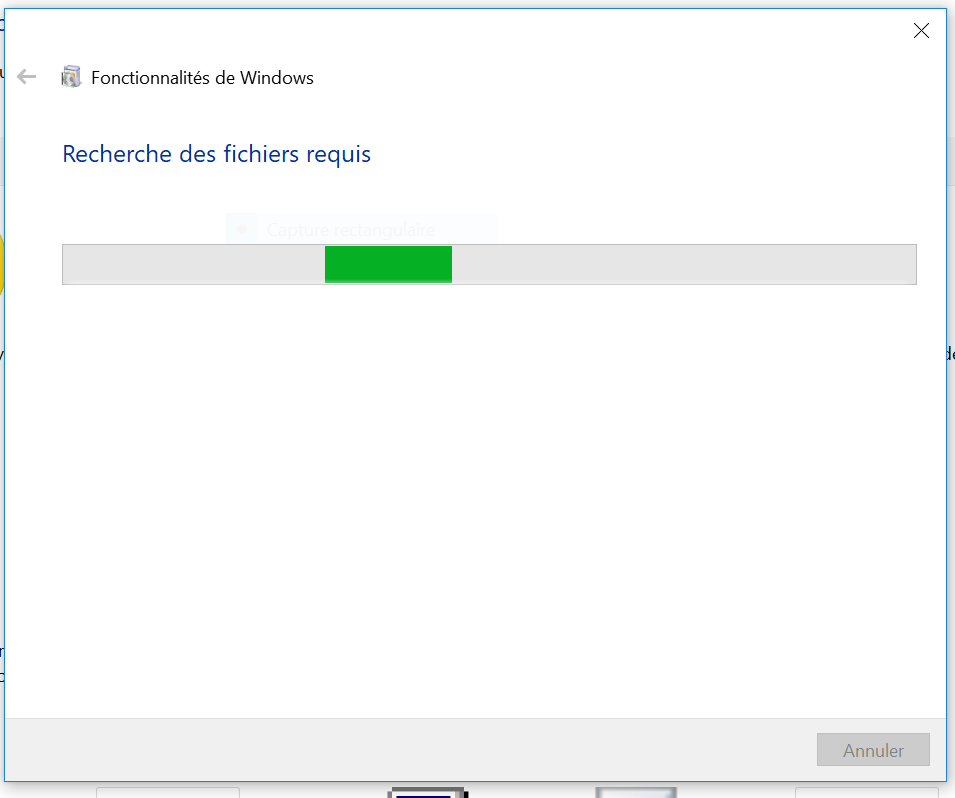 Fonctionnalités de Windows
Recherche des fichiers requis
Capture rectangulaire
Annuler